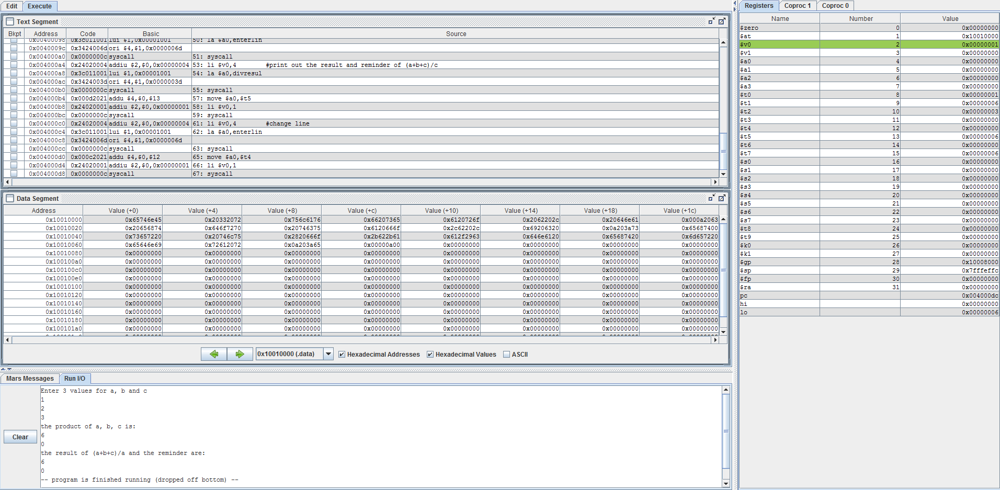 Edit Execute
Text Segment
Bkpt Address Code Basic Source
0x00400098 0x3c011001 lui $1,0x00001001 50: la $a0,enterlin
0x0040009c 0x3424006d ori $4,$1,0x0000006d
0x004000a0 0x0000000c syscall 51: syscall
0x004000a4 0x24020004 addiu $2,$0,0x00000004 53: li $v0,4 #print out the result and reminder of (a+b+c)/c
0x004000a8 0x3c011001 lui $1,0x00001001 54: la $a0,divresul
0x004000ac 0x3424003d ori $4,$1,0x0000003d
0x004000b0 0x0000000c syscall 55: syscall
0x004000b4 0x000d2021 addu $4,$0,$13 57: move $a0,$t5
0x004000b8 0x24020001 addiu $2,$0,0x00000001 58: li $v0,1
0x004000bc 0x0000000c syscall 59: syscall
0x004000c0 0x24020004 addiu $2,$0,0x00000004 61: li $v0,4 #change line
0x004000c4 0x3c011001 lui $1,0x00001001 62: la $a0,enterlin
0x004000c8 0x3424006d ori $4,$1,0x0000006d
0x004000cc 0x0000000c syscall 63: syscall
0x004000d0 0x000c2021 addu $4,$0,$12 65: move $a0,$t4
0x004000d4 0x24020001 addiu $2,$0,0x00000001 66: li $v0,1
0x004000d8 0x0000000c syscall 67: syscall
Data Segment
Address Value (+0) Value (+4) Value (+8) Value (+c) Value (+10) Value (+14) Value (+18) Value (+1c)
0x10010000 0x65746e45 0x20332072 0x756c6176 0x66207365 0x6120726f 0x2062202c 0x20646e61 0x000a2063
0x10010020 0x20656874 0x646f7270 0x20746375 0x6120666f 0x2c62202c 0x69206320 0x0a203a73 0x65687400
0x10010040 0x73657220 0x20746c75 0x2820666f 0x2b622b61 0x612f2963 0x646e6120 0x65687420 0x6d657220
0x10010060 0x65646e69 0x72612072 0x0a203a65 0x00000a00 0x00000000 0x00000000 0x00000000 0x00000000
0x10010080 0x00000000 0x00000000 0x00000000 0x00000000 0x00000000 0x00000000 0x00000000 0x00000000
0x100100a0 0x00000000 0x00000000 0x00000000 0x00000000 0x00000000 0x00000000 0x00000000 0x00000000
0x100100c0 0x00000000 0x00000000 0x00000000 0x00000000 0x00000000 0x00000000 0x00000000 0x00000000
0x100100e0 0x00000000 0x00000000 0x00000000 0x00000000 0x00000000 0x00000000 0x00000000 0x00000000
0x10010100 0x00000000 0x00000000 0x00000000 0x00000000 0x00000000 0x00000000 0x00000000 0x00000000
0x10010120 0x00000000 0x00000000 0x00000000 0x00000000 0x00000000 0x00000000 0x00000000 0x00000000
0x10010140 0x00000000 0x00000000 0x00000000 0x00000000 0x00000000 0x00000000 0x00000000 0x00000000
0x10010160 0x00000000 0x00000000 0x00000000 0x00000000 0x00000000 0x00000000 0x00000000 0x00000000
0x10010180 0x00000000 0x00000000 0x00000000 0x00000000 0x00000000 0x00000000 0x00000000 0x00000000
0x100101a0 0x00000000 0x00000000 0x00000000 0x00000000 0x00000000 0x00000000 0x00000000 0x00000000
0x10010000 (.data) Hexadecimal Addresses Hexadecimal Values ASCII
Mars Messages Run I/O
Clear
Enter 3 values for a, b and c
1
2
3
the product of a, b, c is:
6
0
the result of (a+b+c)/a and the reminder are:
6
0
-- program is finished running (dropped off bottom) --
Registers Coproc 1 Coproc 0
Name Number Value
$zero 0 0x00000000
$at 1 0x10010000
$v0 2 0x00000001
$v1 3 0x00000000
$a0 4 0x00000000
$a1 5 0x00000000
$a2 6 0x00000000
$a3 7 0x00000000
$t0 8 0x00000001
$t1 9 0x00000006
$t2 10 0x00000003
$t3 11 0x00000000
$t4 12 0x00000000
$t5 13 0x00000006
$t6 14 0x00000000
$t7 15 0x00000006
$s0 16 0x00000000
$s1 17 0x00000000
$s2 18 0x00000000
$s3 19 0x00000000
$s4 20 0x00000000
$s5 21 0x00000000
$s6 22 0x00000000
$s7 23 0x00000000
$t8 24 0x00000000
$t9 25 0x00000000
$k0 26 0x00000000
$k1 27 0x00000000
$gp 28 0x10008000
$sp 29 0x7fffeffc
$fp 30 0x00000000
$ra 31 0x00000000
pc 0x004000dc
hi 0x00000000
lo 0x00000006